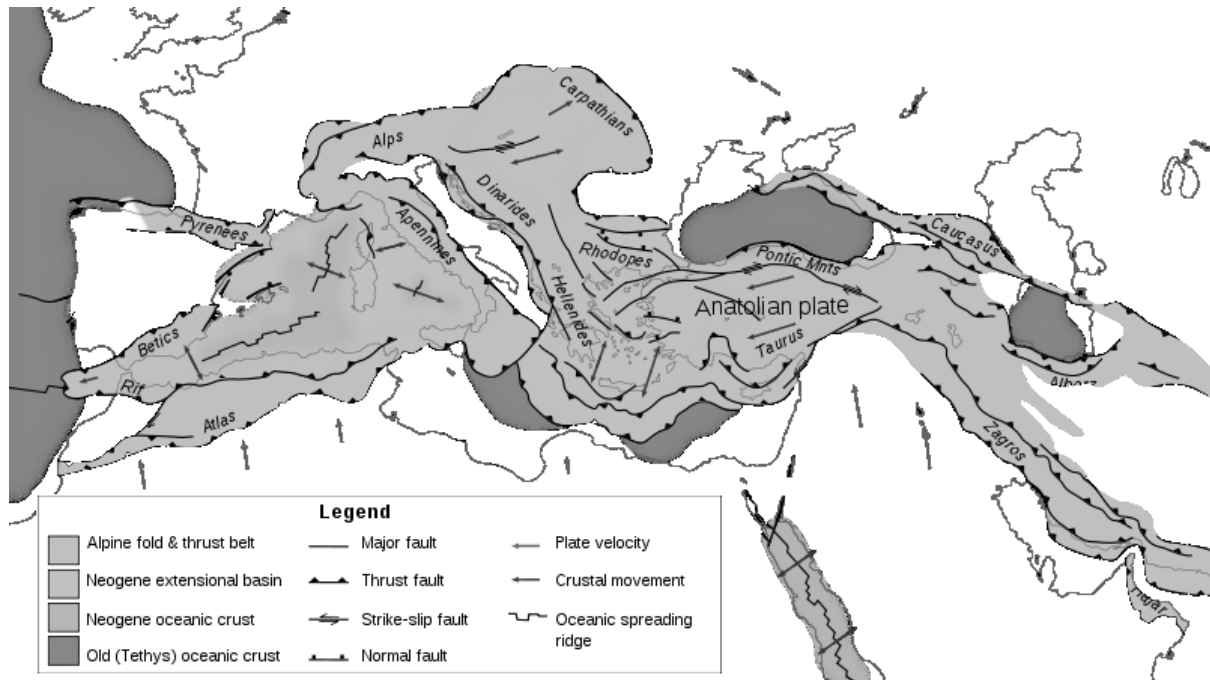 Carpathians
Alps
Dinarides
Pyrenees
Apennines
Rhodopes
Caucasus
Pontic Mnts
Hellenides
Anatolian plate
Betics
Taurus
Rif
Atlas
Zagros
Legend
Alpine fold & thrust belt
Major fault
Plate velocity
Neogene extensional basin
Thrust fault
Crustal movement
Neogene oceanic crust
Strike-slip fault
Oceanic spreading
ridge
Old (Tethys) oceanic crust
Normal fault